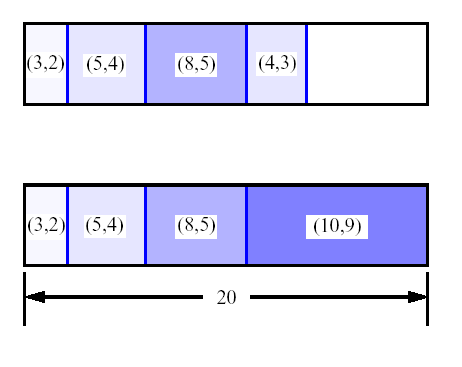 (3,2) (5,4) (8,5) (4,3)
(3,2) (5,4) (8,5) (10,9)
20